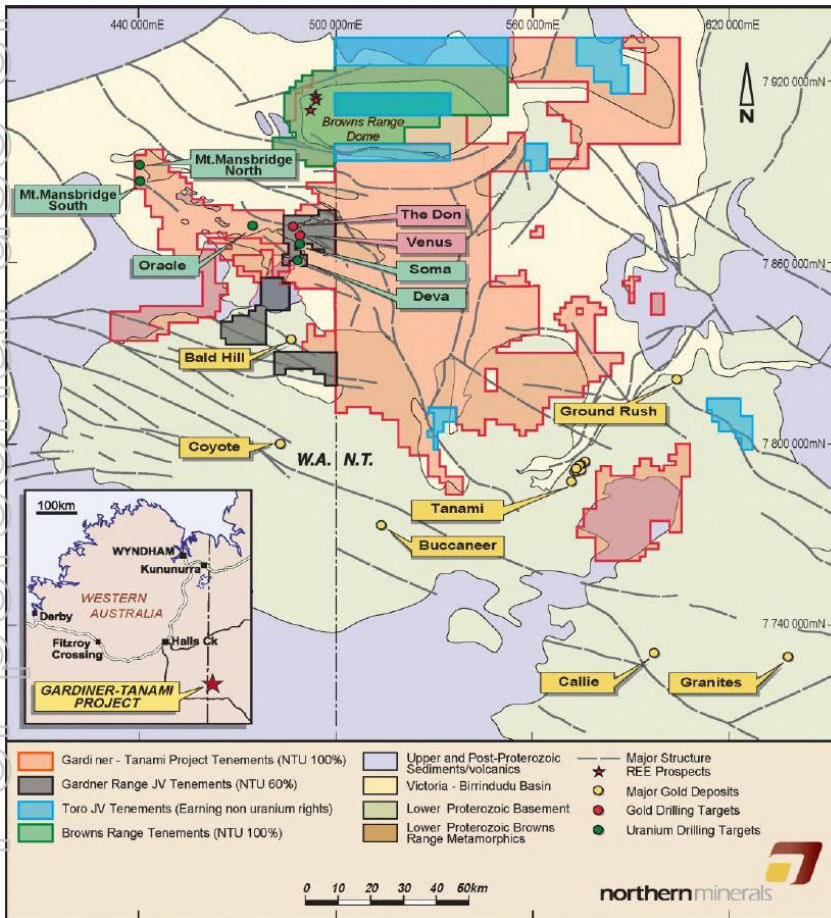 440 000mE
500 000mE
560 000mE
620 000mE
7 920 000mN
N
Browns Range
Dome
Mt.Mansbridge
North
Mt.Mansbridge
South
The Don
Venus
Oracle
Soma
7 860 000mN
Deva
Bald Hill
Ground Rush
Coyote
W.A.
N.T.
7 800 000mN
Tanami
Buccaneer
100km
WYNDHAM
Kununurra
WESTERN
AUSTRALIA
Derby
Fitzroy
Crossing
Halls Ck
GARDINER-TANAMI
PROJECT
7 740 000mN
Callie
Granites
Gardiner - Tanami Project Tenements (NTU 100%)
Gardner Range JV Tenements (NTU 60%)
Toro JV Tenements (Earning non uranium rights)
Browns Range Tenements (NTU 100%)
Upper and Post-Proterozoic
Sediments/volcanics
Victoria - Birrindudu Basin
Lower Proterozoic Basement
Lower Proterozoic Browns
Range Metamorphics
Major Structure
REE Prospects
Major Gold Deposits
Gold Drilling Targets
Uranium Drilling Targets
0 10 20 30 40 50km
northernminerals